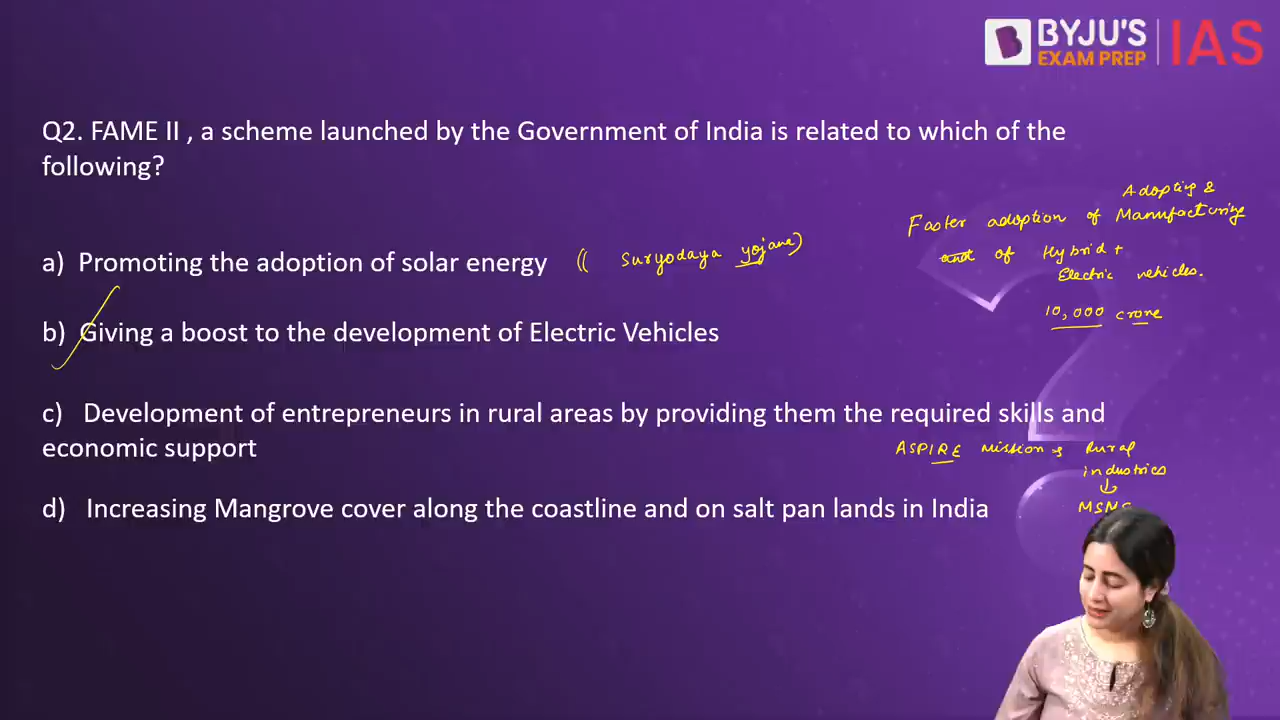 BYJU'S
EXAM PREP
IAS
Q2. FAME II , a scheme launched by the Government of India is related to which of the
following?
Adopting &
Faster adoption of Manufacturing
of Hybrid +
Electric vehicles.
10,000 crore
a) Promoting the adoption of solar energy (( Suryodaya yojana)
b) Giving a boost to the development of Electric Vehicles
c) Development of entrepreneurs in rural areas by providing them the required skills and
economic support
ASPIRE Mission Rural
industries
d) Increasing Mangrove cover along the coastline and on salt pan lands in India